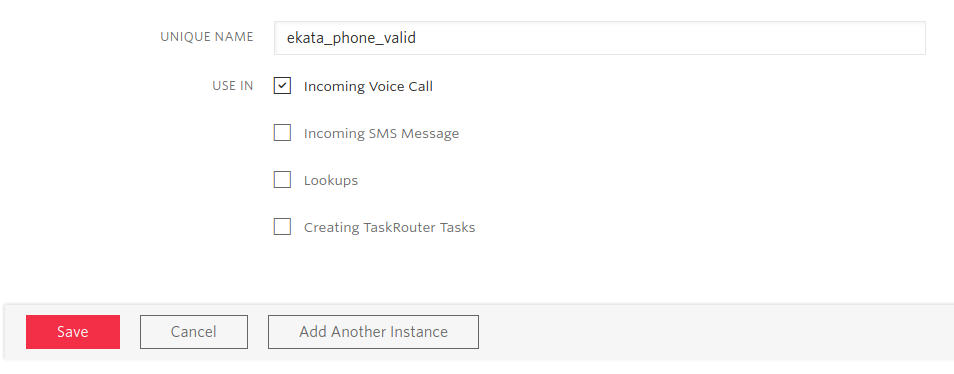 UNIQUE NAME ekata_phone_valid
USE IN Incoming Voice Call
Incoming SMS Message
Lookups
Creating TaskRouter Tasks
Save Cancel Add Another Instance